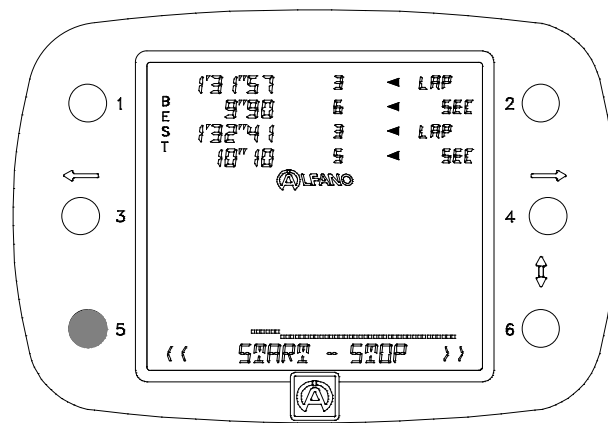 1'31"57 3 ◄ LAP
9"90 6 ◄ SEC
1'32"41 3 ◄ LAP
10"10 5 ◄ SEC
BEST
ALFANO
<< START - STOP >>
1
2
3
4
5
6
A